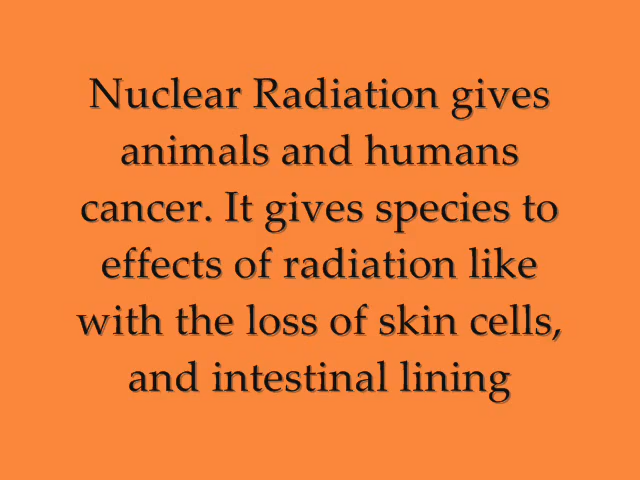 Nuclear Radiation gives
animals and humans
cancer. It gives species to
effects of radiation like
with the loss of skin cells,
and intestinal lining